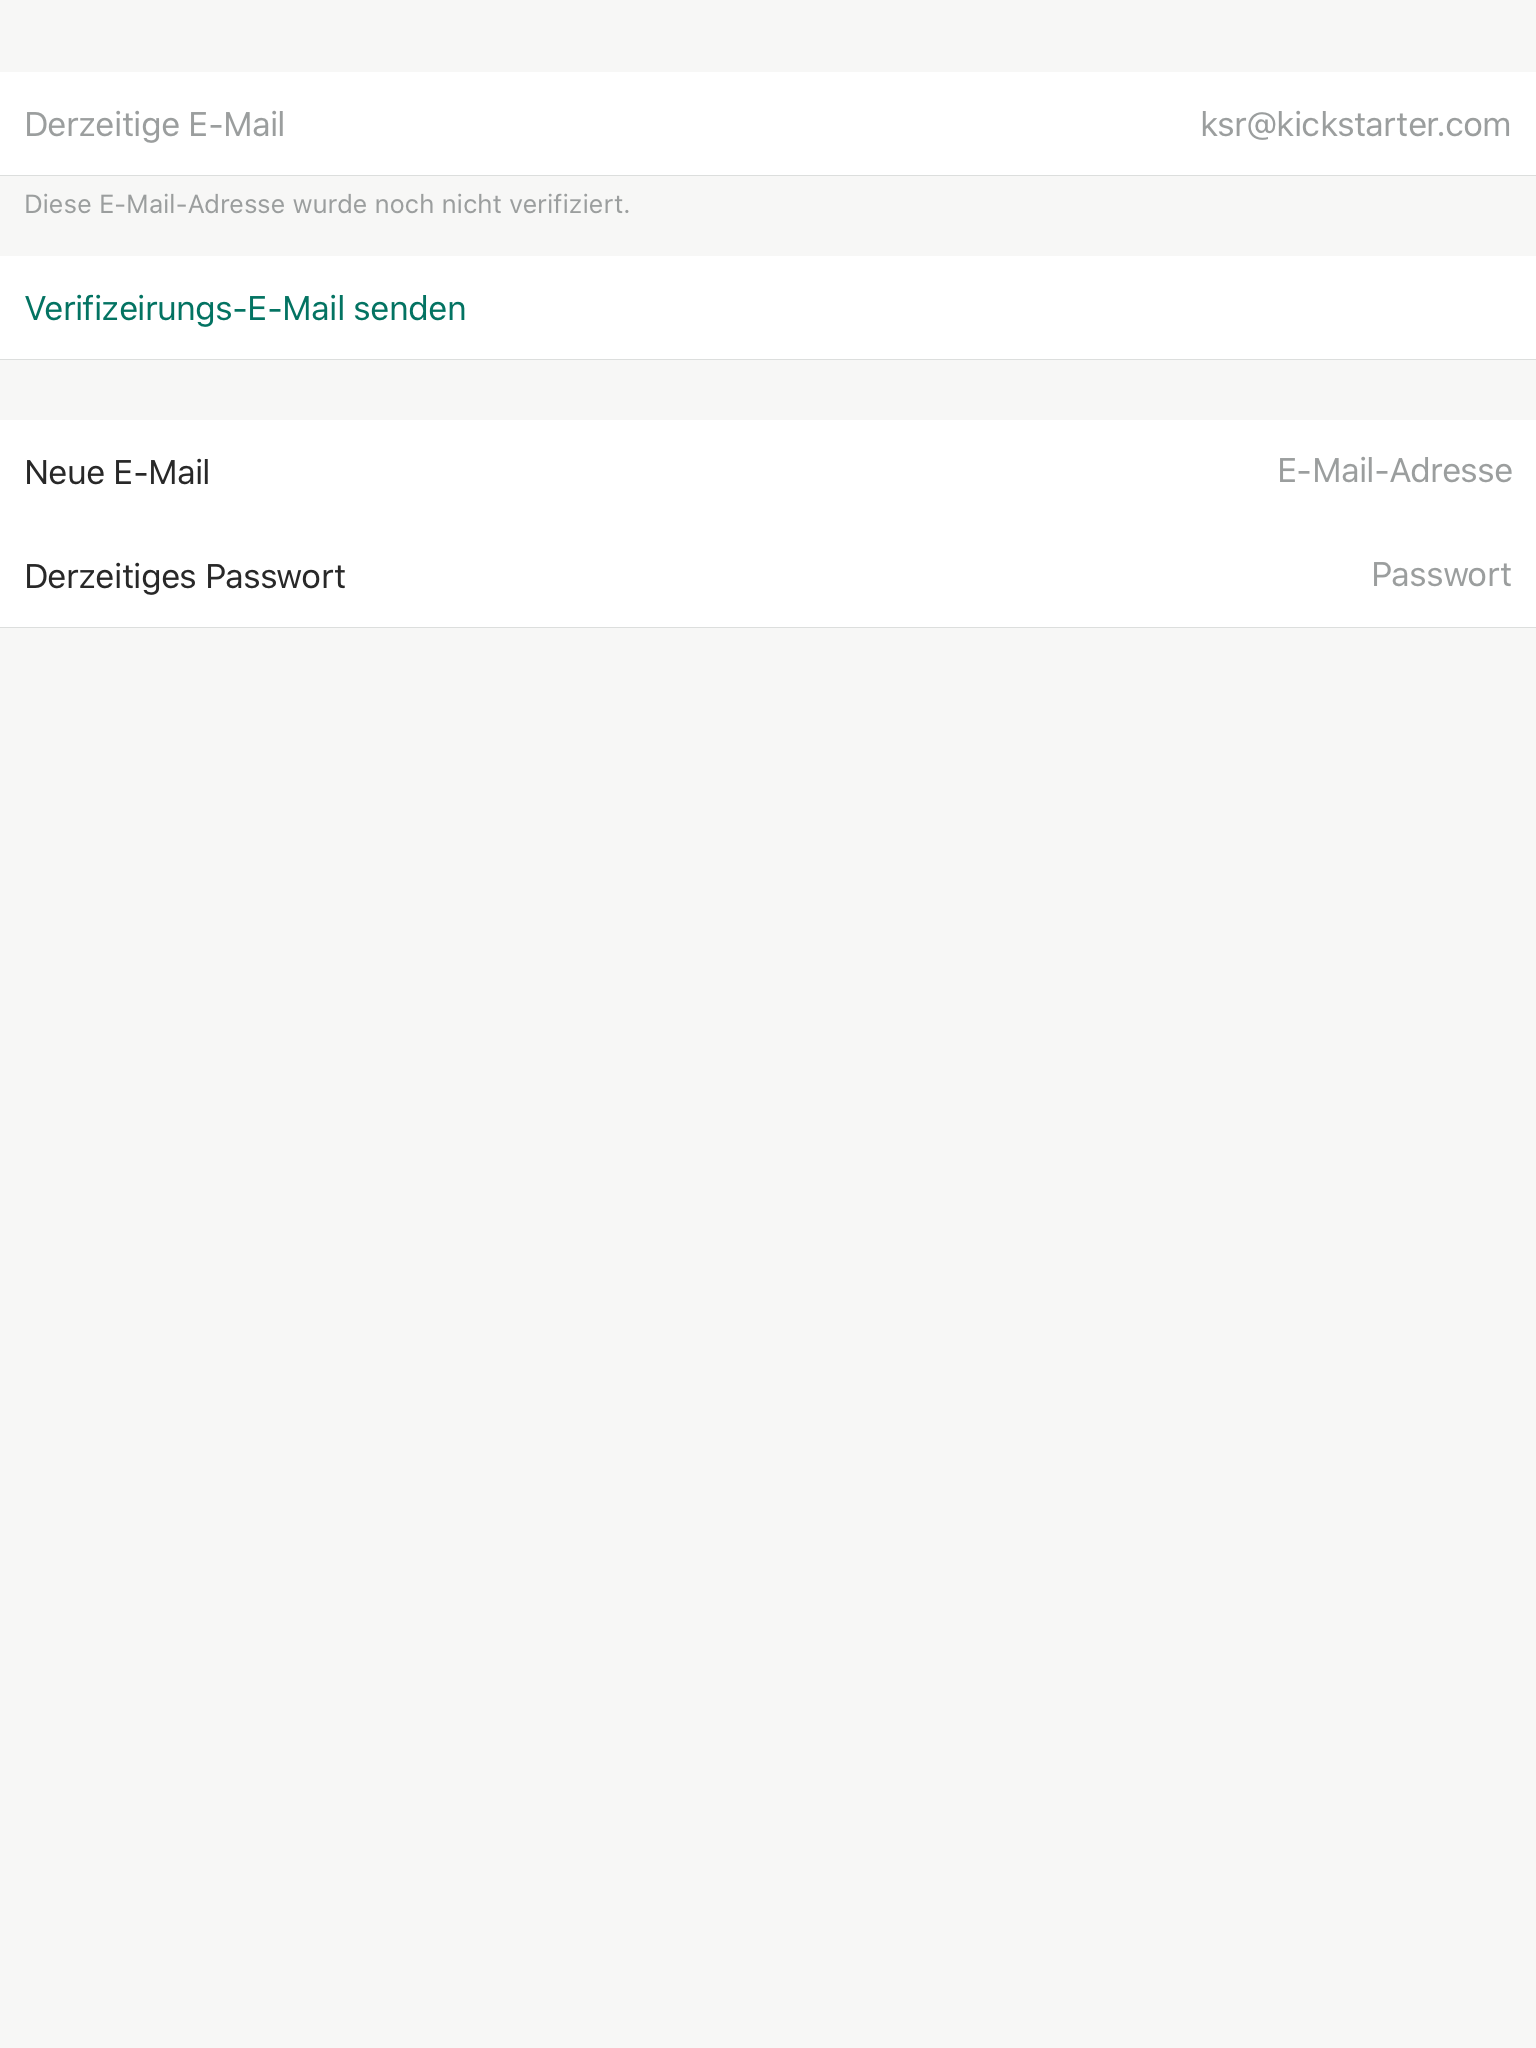 Derzeitige E-Mail ksr@kickstarter.com
Diese E-Mail-Adresse wurde noch nicht verifiziert.
Verifizeirungs-E-Mail senden
Neue E-Mail E-Mail-Adresse
Derzeitiges Passwort Passwort